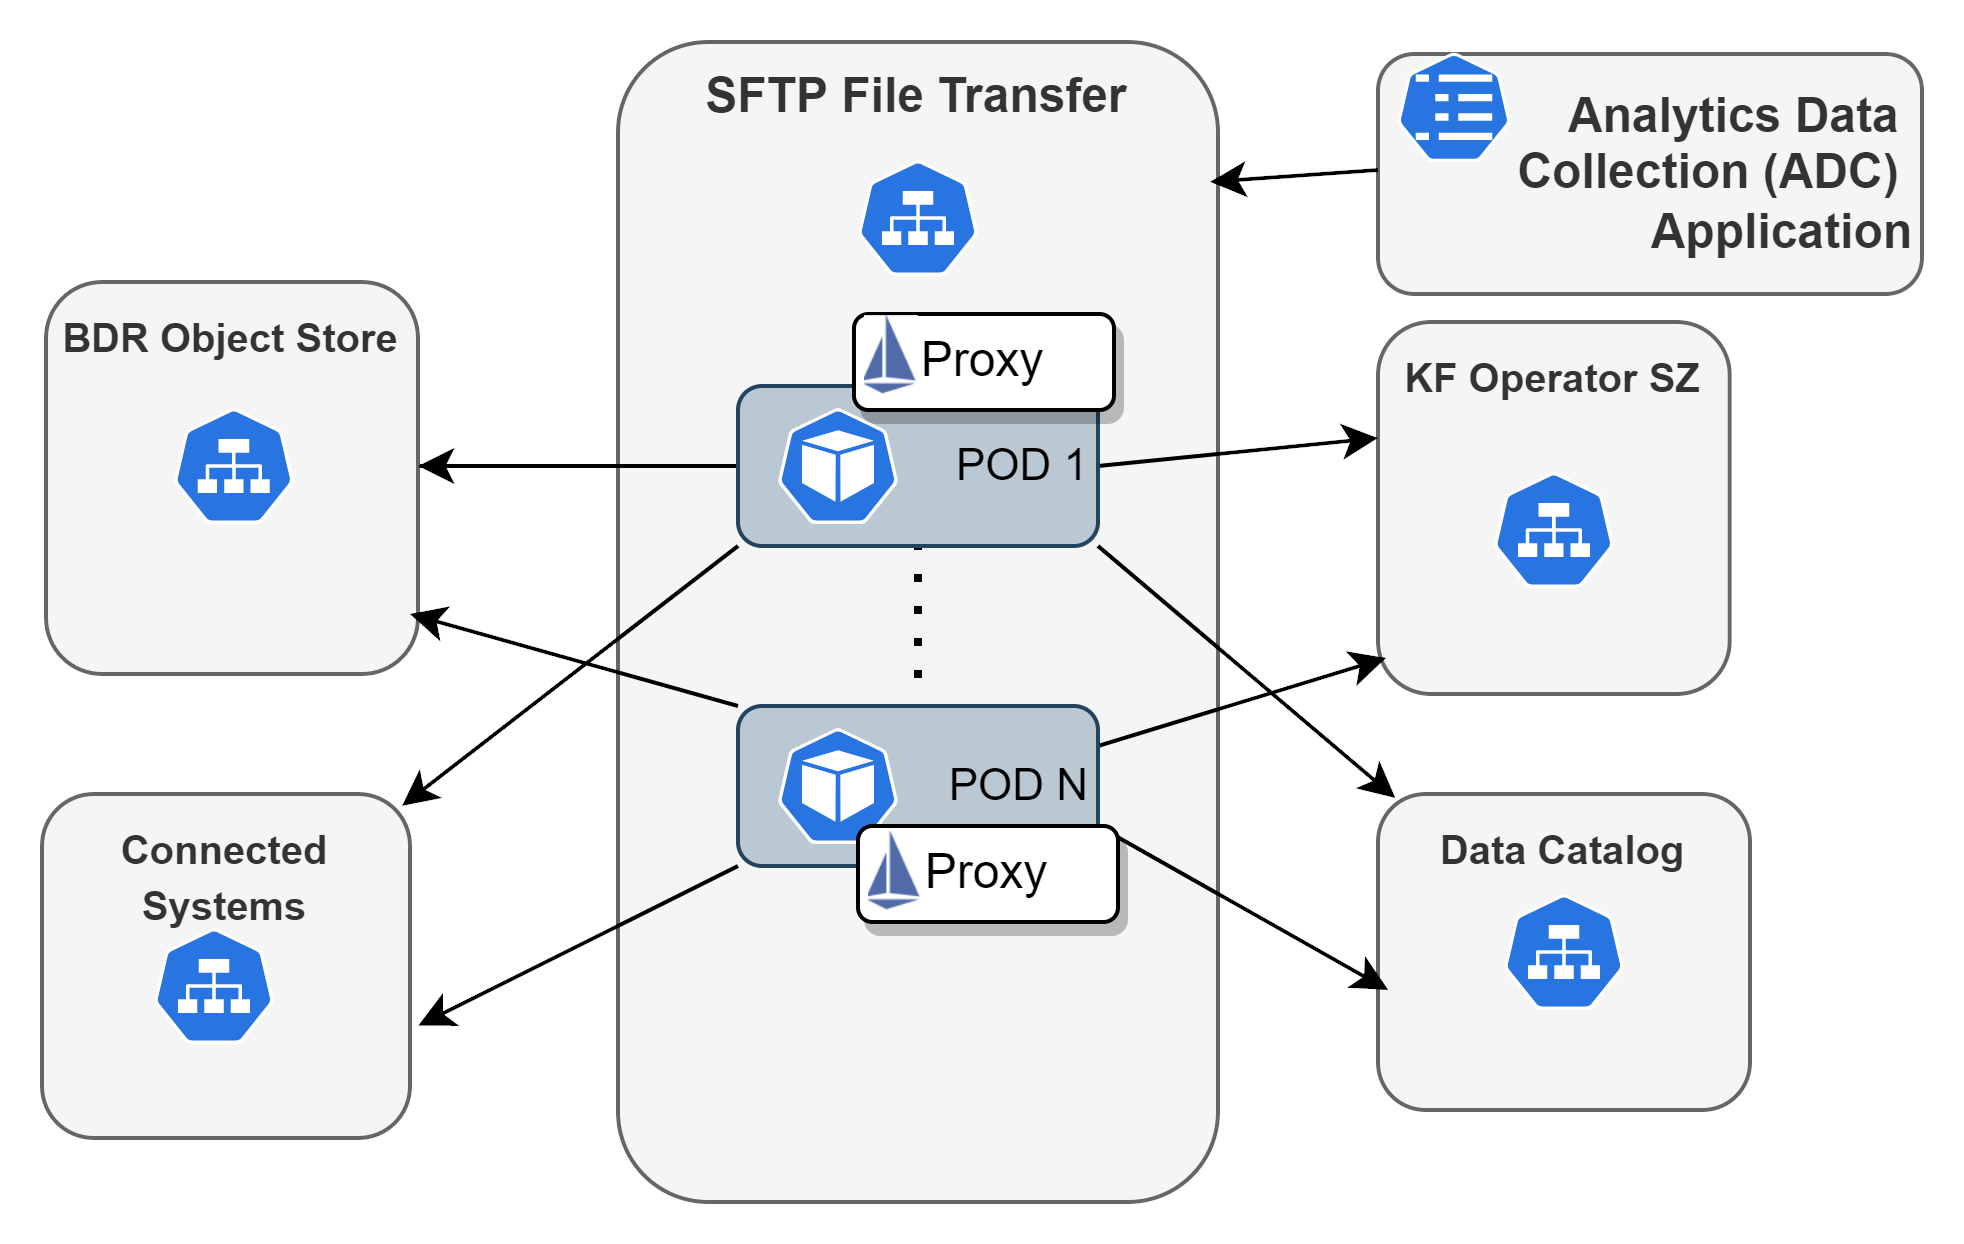 SFTP File Transfer
Analytics Data
Collection (ADC)
Application
BDR Object Store
Proxy
KF Operator SZ
POD 1
POD N
Connected
Systems
Proxy
Data Catalog